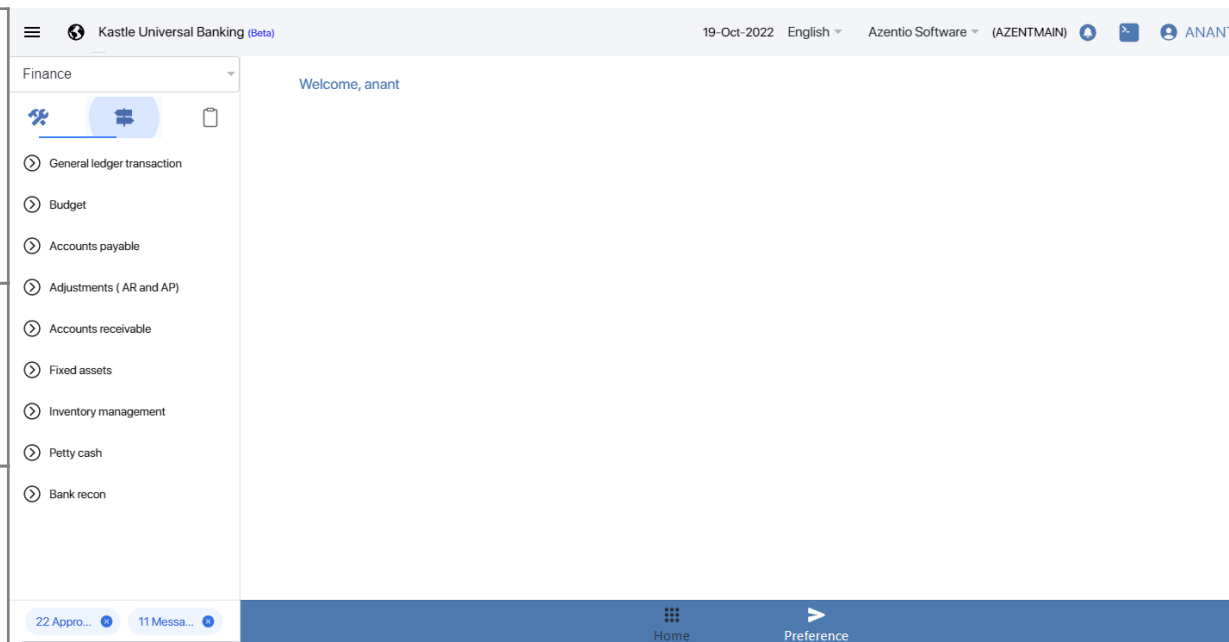 Kastle Universal Banking (Beta)
19-Oct-2022 English Azentio Software (AZENTMAIN) ANANT
Finance
Welcome, anant
General ledger transaction
Budget
Accounts payable
Adjustments ( AR and AP)
Accounts receivable
Fixed assets
Inventory management
Petty cash
Bank recon
22 Appro... 11 Messa...
Home Preference